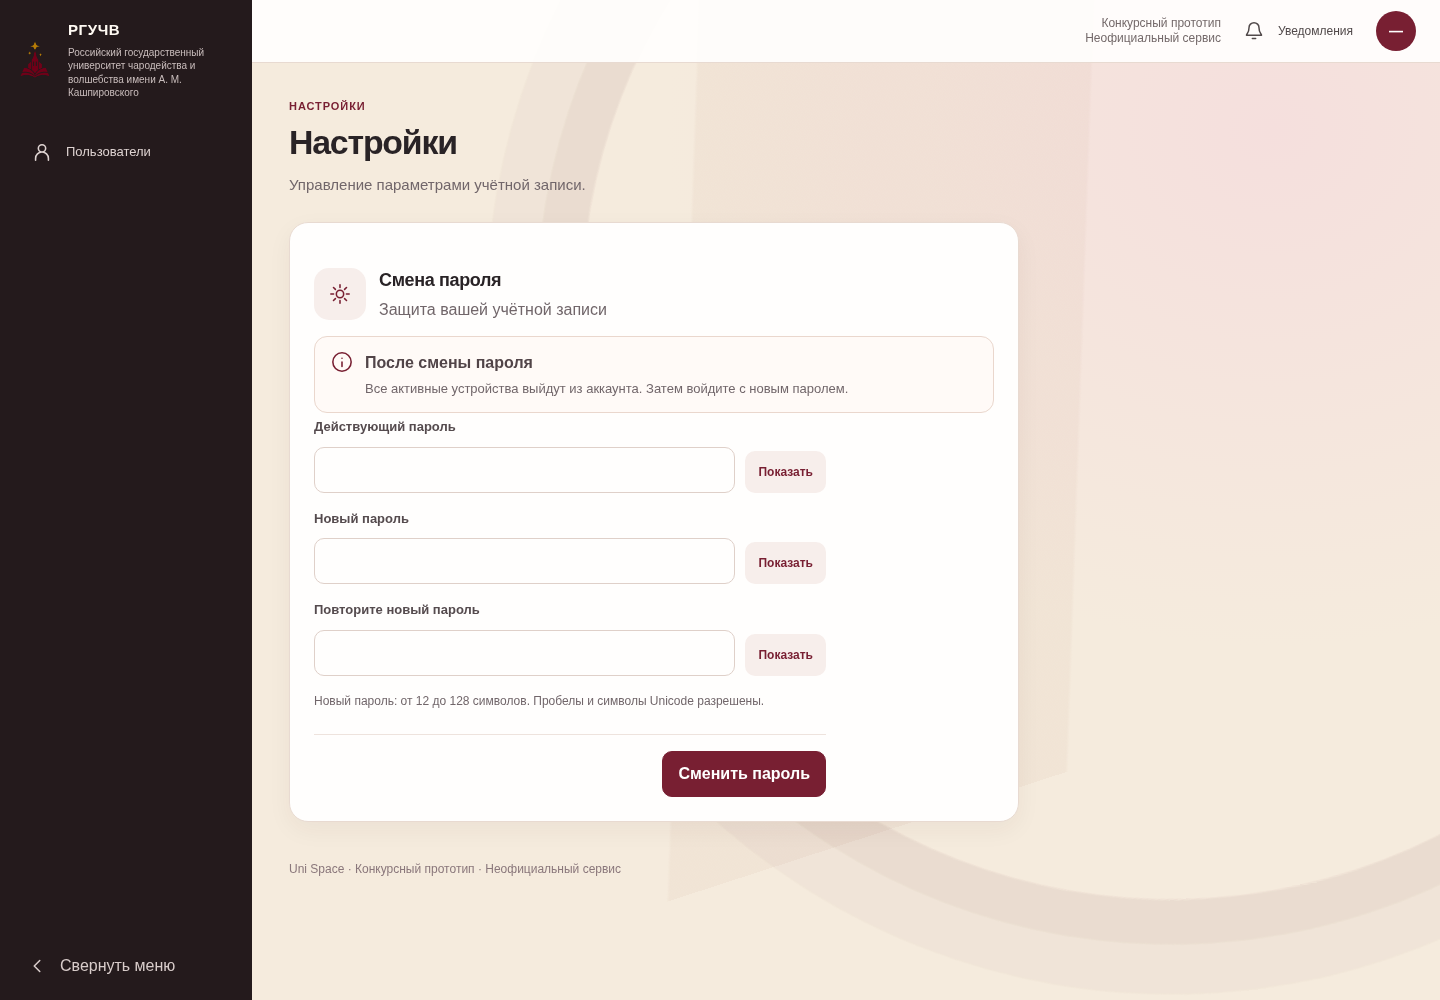 РГУЧВ
Российский государственный
университет чародейства и
волшебства имени А. М.
Кашпировского
Пользователи
Свернуть меню
Конкурсный прототип
Неофициальный сервис
Уведомления
—
НАСТРОЙКИ
Настройки
Управление параметрами учётной записи.
Смена пароля
Защита вашей учётной записи
После смены пароля
Все активные устройства выйдут из аккаунта. Затем войдите с новым паролем.
Действующий пароль
Показать
Новый пароль
Показать
Повторите новый пароль
Показать
Новый пароль: от 12 до 128 символов. Пробелы и символы Unicode разрешены.
Сменить пароль
Uni Space · Конкурсный прототип · Неофициальный сервис